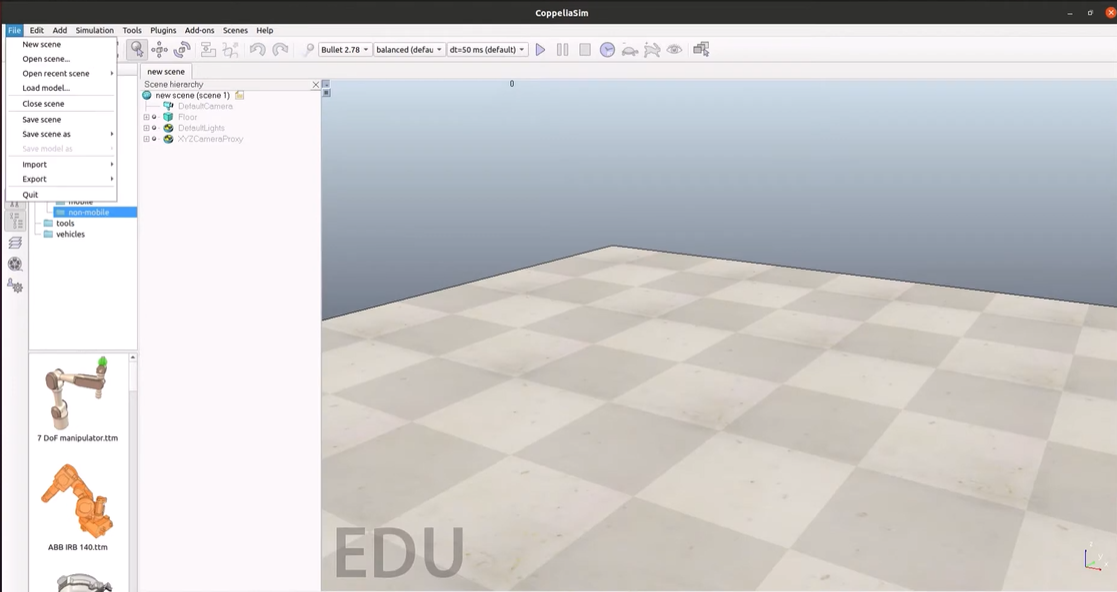 CoppeliaSim
File Edit Add Simulation Tools Plugins Add-ons Scenes Help
New scene
Open scene...
Open recent scene
Load model...
Close scene
Save scene
Save scene as
Save model as
Import
Export
Quit
Bullet 2.78 balanced (defau dt=50 ms (default)
mobile
non-mobile
tools
vehicles
7 DoF manipulator.ttm
ABB IRB 140.ttm
new scene
Scene hierarchy
new scene (scene 1)
DefaultCamera
Floor
DefaultLights
XYZCameraProxy
0
EDU